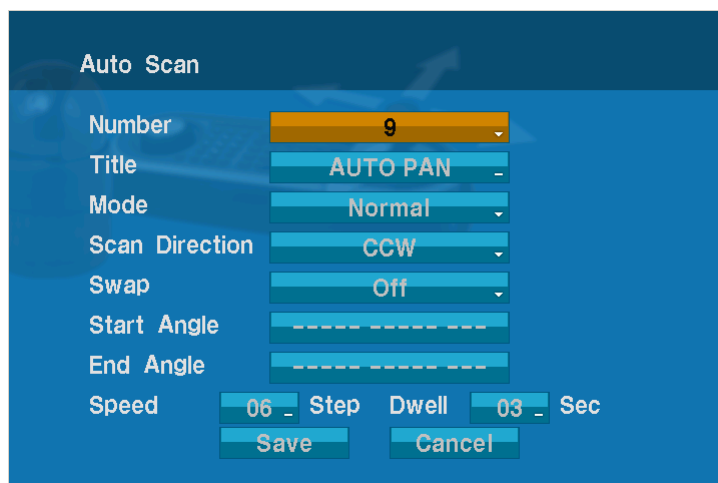 Auto Scan
Number 9
Title AUTO PAN
Mode Normal
Scan Direction CCW
Swap Off
Start Angle ----- ----- ---
End Angle ----- ----- ---
Speed 06 Step Dwell 03 Sec
Save Cancel